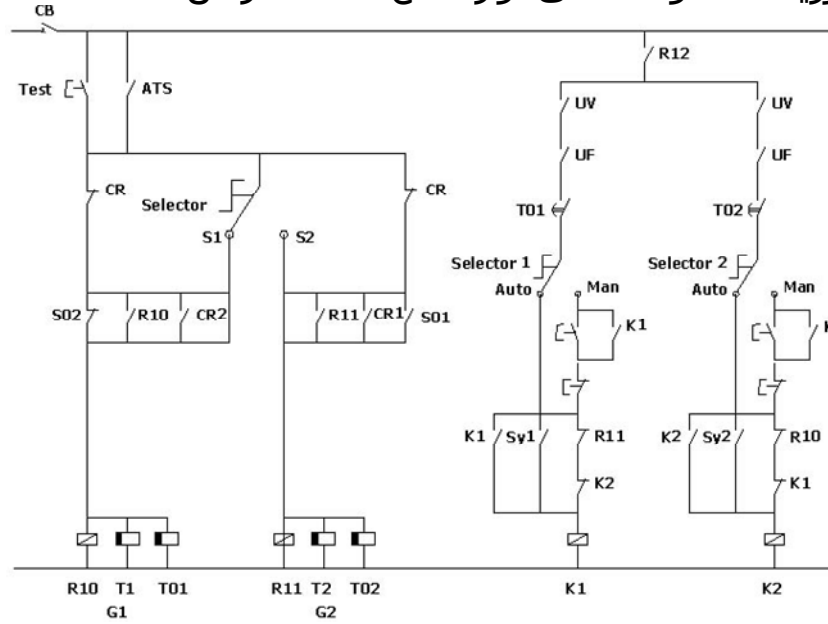 CB
R12
Test ATS
UV UV
UF UF
CR CR
Selector
T01 T02
S1 S2
Selector 1 Selector 2
Auto Man Auto Man
S02 R10 CR2 R11 CR1 S01
K1
K1 Sy1 R11 K2 Sy2 R10
K2 K1
R10 T1 T01 R11 T2 T02 K1 K2
G1 G2